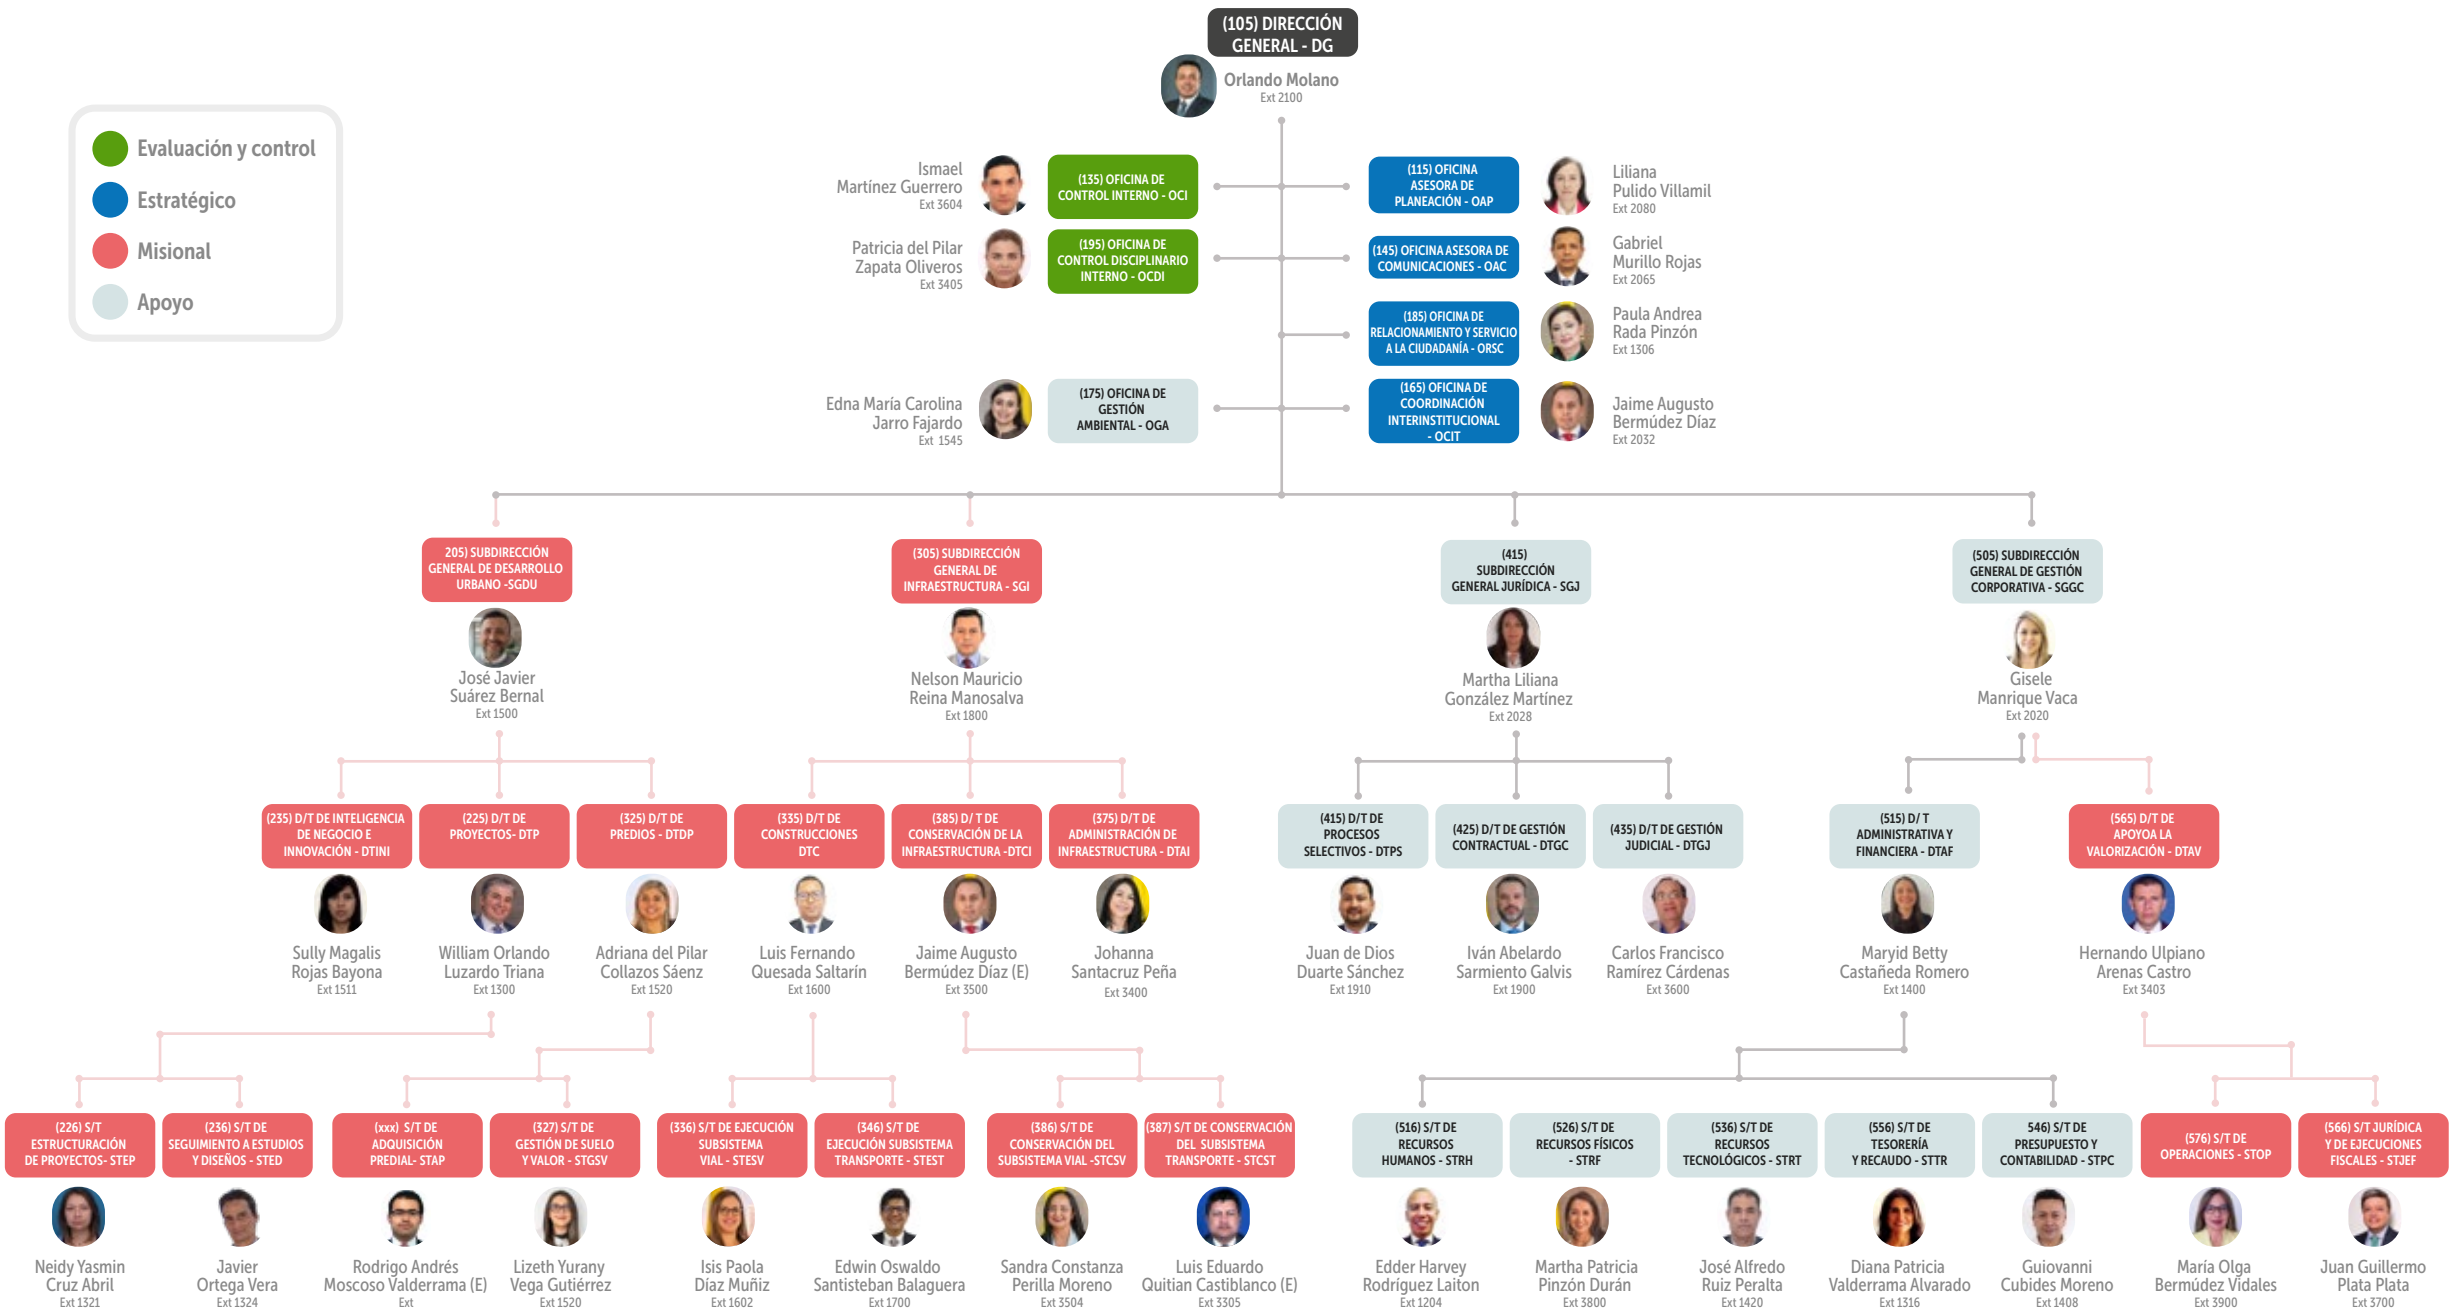 (105) DIRECCIÓN
GENERAL - DG
Orlando Molano
Ext 2100
Evaluación y control
Estratégico
Misional
Apoyo
Ismael
Martínez Guerrero
Ext 3604
(135) OFICINA DE
CONTROL INTERNO - OCI
(115) OFICINA
ASESORA DE
PLANEACIÓN - OAP
Liliana
Pulido Villamil
Ext 2080
Patricia del Pilar
Zapata Oliveros
Ext 3405
(195) OFICINA DE
CONTROL DISCIPLINARIO
INTERNO - OCDI
(145) OFICINA ASESORA DE
COMUNICACIONES - OAC
Gabriel
Murillo Rojas
Ext 2065
(185) OFICINA DE
RELACIONAMIENTO Y SERVICIO
A LA CIUDADANÍA - ORSC
Paula Andrea
Rada Pinzón
Ext 1306
Edna María Carolina
Jarro Fajardo
Ext 1545
(175) OFICINA DE
GESTIÓN
AMBIENTAL - OGA
(165) OFICINA DE
COORDINACIÓN
INTERINSTITUCIONAL
- OCIT
Jaime Augusto
Bermúdez Díaz
Ext 2032
205) SUBDIRECCIÓN
GENERAL DE DESARROLLO
URBANO -SGDU
José Javier
Suárez Bernal
Ext 1500
(305) SUBDIRECCIÓN
GENERAL DE
INFRAESTRUCTURA - SGI
Nelson Mauricio
Reina Manosalva
Ext 1800
(415)
SUBDIRECCIÓN
GENERAL JURÍDICA - SGJ
Martha Liliana
González Martínez
Ext 2028
(505) SUBDIRECCIÓN
GENERAL DE GESTIÓN
CORPORATIVA - SGGC
Gisele
Manrique Vaca
Ext 2020
(235) D/T DE INTELIGENCIA
DE NEGOCIO E
INNOVACIÓN - DTINI
Sully Magalis
Rojas Bayona
Ext 1511
(225) D/T DE
PROYECTOS- DTP
William Orlando
Luzardo Triana
Ext 1300
(325) D/T DE
PREDIOS - DTDP
Adriana del Pilar
Collazos Sáenz
Ext 1520
(335) D/T DE
CONSTRUCCIONES
DTC
Luis Fernando
Quesada Saltarín
Ext 1600
(385) D/ T DE
CONSERVACIÓN DE LA
INFRAESTRUCTURA -DTCI
Jaime Augusto
Bermúdez Díaz (E)
Ext 3500
(375) D/T DE
ADMINISTRACIÓN DE
INFRAESTRUCTURA - DTAI
Johanna
Santacruz Peña
Ext 3400
(415) D/T DE
PROCESOS
SELECTIVOS - DTPS
Juan de Dios
Duarte Sánchez
Ext 1910
(425) D/T DE GESTIÓN
CONTRACTUAL - DTGC
Iván Abelardo
Sarmiento Galvis
Ext 1900
(435) D/T DE GESTIÓN
JUDICIAL - DTGJ
Carlos Francisco
Ramírez Cárdenas
Ext 3600
(515) D/ T
ADMINISTRATIVA Y
FINANCIERA - DTAF
Maryid Betty
Castañeda Romero
Ext 1400
(565) D/T DE
APOYOA LA
VALORIZACIÓN - DTAV
Hernando Ulpiano
Arenas Castro
Ext 3403
(226) S/T
ESTRUCTURACIÓN
DE PROYECTOS- STEP
Neidy Yasmin
Cruz Abril
Ext 1321
(236) S/T DE
SEGUIMIENTO A ESTUDIOS
Y DISEÑOS - STED
Javier
Ortega Vera
Ext 1324
(xxx) S/T DE
ADQUISICIÓN
PREDIAL- STAP
Rodrigo Andrés
Moscoso Valderrama (E)
Ext
(327) S/T DE
GESTIÓN DE SUELO
Y VALOR - STGSV
Lizeth Yurany
Vega Gutiérrez
Ext 1520
(336) S/T DE EJECUCIÓN
SUBSISTEMA
VIAL - STESV
Isis Paola
Díaz Muñiz
Ext 1602
(346) S/T DE
EJECUCIÓN SUBSISTEMA
TRANSPORTE - STEST
Edwin Oswaldo
Santisteban Balaguera
Ext 1700
(386) S/T DE
CONSERVACIÓN DEL
SUBSISTEMA VIAL -STCSV
Sandra Constanza
Perilla Moreno
Ext 3504
(387) S/T DE CONSERVACIÓN
DEL SUBSISTEMA
TRANSPORTE - STCST
Luis Eduardo
Quitian Castiblanco (E)
Ext 3305
(516) S/T DE
RECURSOS
HUMANOS - STRH
Edder Harvey
Rodríguez Laiton
Ext 1204
(526) S/T DE
RECURSOS FÍSICOS
- STRF
Martha Patricia
Pinzón Durán
Ext 3800
(536) S/T DE
RECURSOS
TECNOLÓGICOS - STRT
José Alfredo
Ruiz Peralta
Ext 1420
(556) S/T DE
TESORERÍA
Y RECAUDO - STTR
Diana Patricia
Valderrama Alvarado
Ext 1316
546) S/T DE
PRESUPUESTO Y
CONTABILIDAD - STPC
Guiovanni
Cubides Moreno
Ext 1408
(576) S/T DE
OPERACIONES - STOP
María Olga
Bermúdez Vidales
Ext 3900
(566) S/T JURÍDICA
Y DE EJECUCIONES
FISCALES - STJEF
Juan Guillermo
Plata Plata
Ext 3700